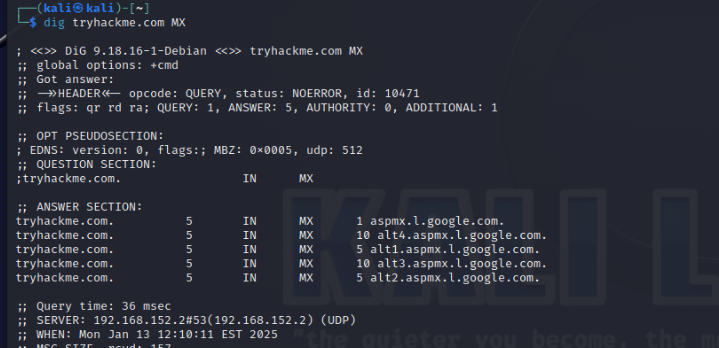 ┌──(kali㉿kali)-[~]
└─$ dig tryhackme.com MX
; <<>> DiG 9.18.16-1-Debian <<>> tryhackme.com MX
;; global options: +cmd
;; Got answer:
;; ->>HEADER<<- opcode: QUERY, status: NOERROR, id: 10471
;; flags: qr rd ra; QUERY: 1, ANSWER: 5, AUTHORITY: 0, ADDITIONAL: 1
;; OPT PSEUDOSECTION:
; EDNS: version: 0, flags:; MBZ: 0×0005, udp: 512
;; QUESTION SECTION:
;tryhackme.com. IN MX
;; ANSWER SECTION:
tryhackme.com. 5 IN MX 1 aspmx.l.google.com.
tryhackme.com. 5 IN MX 10 alt4.aspmx.l.google.com.
tryhackme.com. 5 IN MX 5 alt1.aspmx.l.google.com.
tryhackme.com. 5 IN MX 10 alt3.aspmx.l.google.com.
tryhackme.com. 5 IN MX 5 alt2.aspmx.l.google.com.
KALI L
;; Query time: 36 msec
;; SERVER: 192.168.152.2#53(192.168.152.2) (UDP)
;; WHEN: Mon Jan 13 12:10:11 EST 2025
"the quieter you become, the m
;; MSG SIZE rcvd: 157